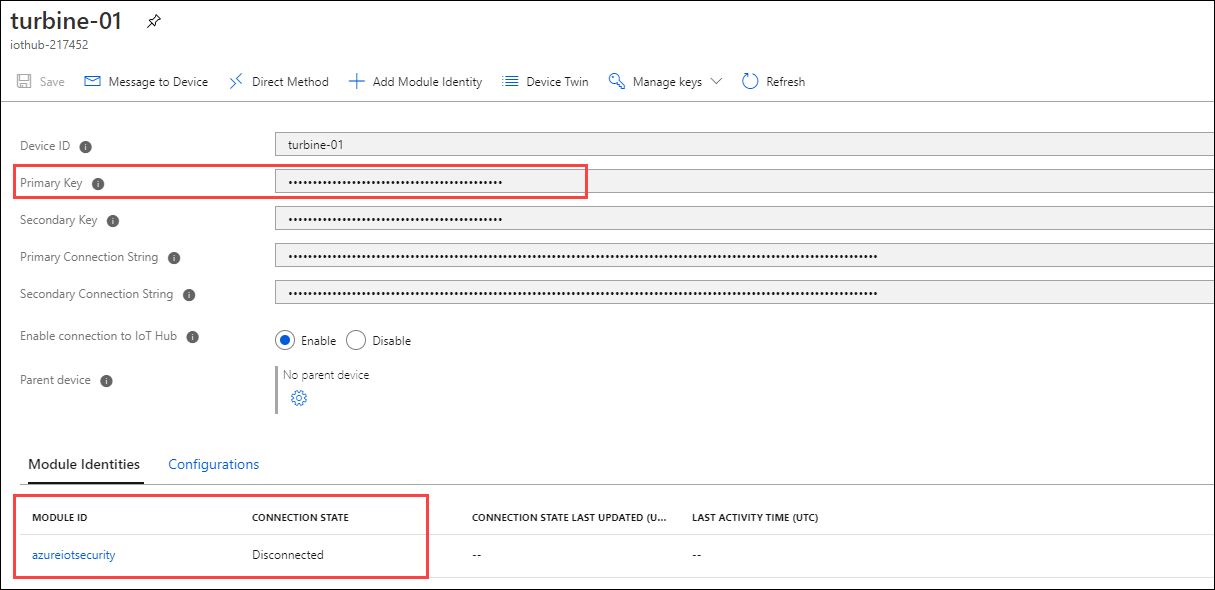 turbine-01
iothub-217452
Save Message to Device Direct Method Add Module Identity Device Twin Manage keys Refresh
Device ID turbine-01
Primary Key •••••••••••••••••••••••••••••••••••••••••••
Secondary Key •••••••••••••••••••••••••••••••••••••••••••
Primary Connection String ••••••••••••••••••••••••••••••••••••••••••••••••••••••••••••••••••••••••••••••••••••••••••••••••••••••••••••••••••••••
Secondary Connection String ••••••••••••••••••••••••••••••••••••••••••••••••••••••••••••••••••••••••••••••••••••••••••••••••••••••••••••••••••••••
Enable connection to IoT Hub Enable Disable
Parent device No parent device
Module Identities Configurations
MODULE ID CONNECTION STATE CONNECTION STATE LAST UPDATED (U... LAST ACTIVITY TIME (UTC)
azureiotsecurity Disconnected -- --